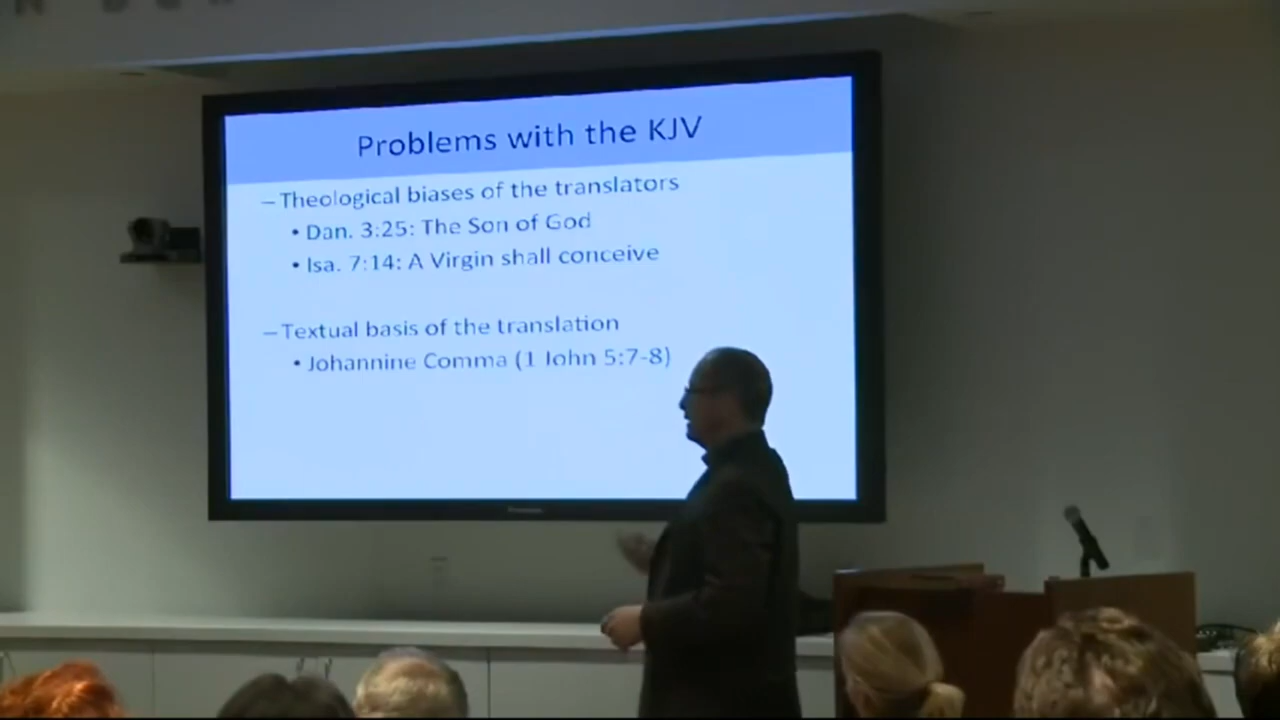 Problems with the KJV
– Theological biases of the translators
• Dan. 3:25: The Son of God
• Isa. 7:14: A Virgin shall conceive
– Textual basis of the translation
• Johannine Comma (1 John 5:7-8)